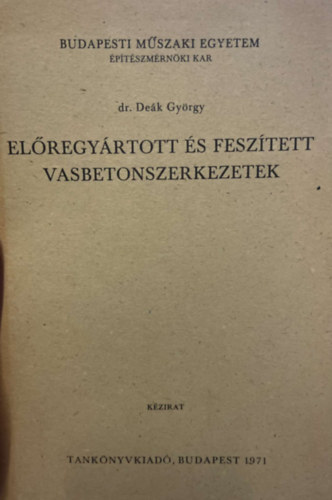 BUDAPESTI MŰSZAKI EGYETEM
ÉPÍTÉSZMÉRNÖKI KAR
dr. Deák György
ELŐREGYÁRTOTT ÉS FESZÍTETT
VASBETONSZERKEZETEK
KÉZIRAT
TANKÖNYVKIADÓ, BUDAPEST 1971